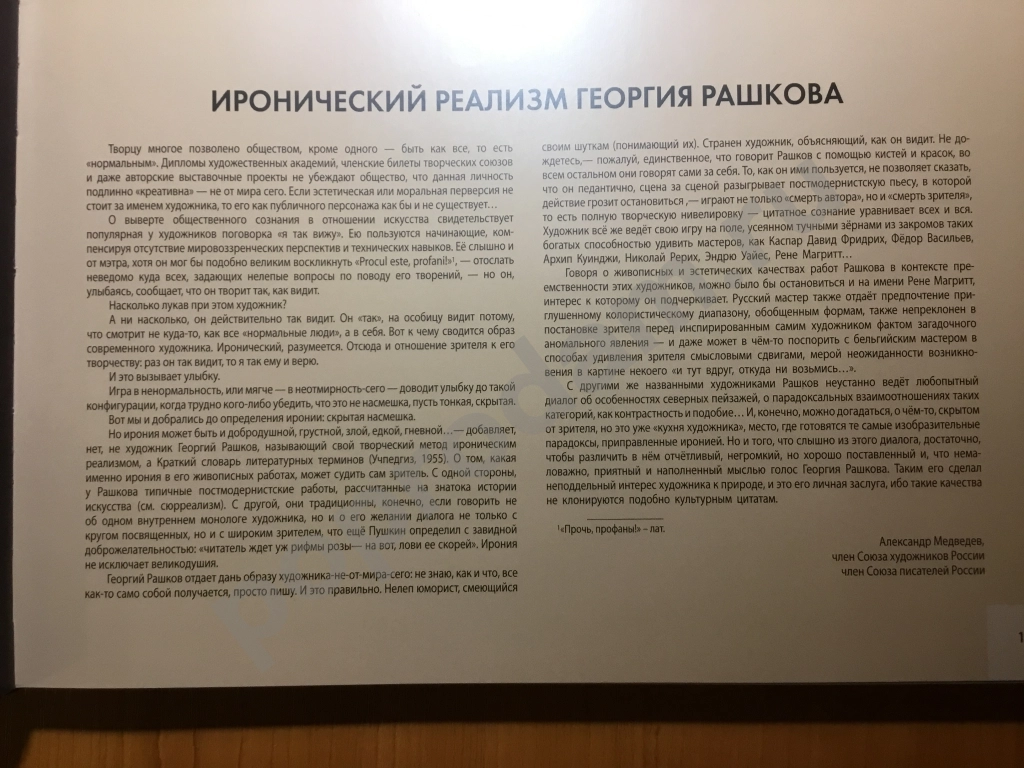 ИРОНИЧЕСКИЙ РЕАЛИЗМ ГЕОРГИЯ РАШКОВА
Творцу многое позволено обществом, кроме одного — быть как все, то есть
«нормальным». Дипломы художественных академий, членские билеты творческих союзов
и даже авторские выставочные проекты не убеждают общество, что данная личность
подлинно «креативна» — не от мира сего. Если эстетическая или моральная перверсия не
стоит за именем художника, то его как публичного персонажа как бы и не существует...
О выверте общественного сознания в отношении искусства свидетельствует
популярная у художников поговорка «я так вижу». Ею пользуются начинающие, ком-
пенсируя отсутствие мировоззренческих перспектив и технических навыков. Её слышно и
от мэтра, хотя он мог бы подобно великим воскликнуть «Procul este, profani!»¹, — отослать
неведомо куда всех, задающих нелепые вопросы по поводу его творений, — но он,
улыбаясь, сообщает, что он творит так, как видит.
Насколько лукав при этом художник?
А ни насколько, он действительно так видит. Он «так», на особицу видит потому,
что смотрит не куда-то, как все «нормальные люди», а в себя. Вот к чему сводится образ
современного художника. Иронический, разумеется. Отсюда и отношение зрителя к его
творчеству: раз он так видит, то я так ему и верю.
И это вызывает улыбку.
Игра в ненормальность, или мягче — в неотмирность-сего — доводит улыбку до такой
конфигурации, когда трудно кого-либо убедить, что это не насмешка, пусть тонкая, скрытая.
Вот мы и добрались до определения иронии: скрытая насмешка.
Но ирония может быть и добродушной, грустной, злой, едкой, гневной...— добавляет,
нет, не художник Георгий Рашков, называющий свой творческий метод ироническим
реализмом, а Краткий словарь литературных терминов (Учпедгиз, 1955). О том, какая
именно ирония в его живописных работах, может судить сам зритель. С одной стороны,
у Рашкова типичные постмодернистские работы, рассчитанные на знатока истории
искусства (см. сюрреализм). С другой, они традиционны, конечно, если говорить не
об одном внутреннем монологе художника, но и о его желании диалога не только с
кругом посвященных, но и с широким зрителем, что ещё Пушкин определил с завидной
доброжелательностью: «читатель ждет уж рифмы розы— на вот, лови ее скорей». Ирония
не исключает великодушия.
Георгий Рашков отдает дань образу художника-не-от-мира-сего: не знаю, как и что, все
как-то само собой получается, просто пишу. И это правильно. Нелеп юморист, смеющийся
своим шуткам (понимающий их). Странен художник, объясняющий, как он видит. Не до-
ждетесь,— пожалуй, единственное, что говорит Рашков с помощью кистей и красок, во
всем остальном они говорят сами за себя. То, как он ими пользуется, не позволяет сказать,
что он педантично, сцена за сценой разыгрывает постмодернистскую пьесу, в которой
действие грозит остановиться ,— играют не только «смерть автора», но и «смерть зрителя»,
то есть полную творческую нивелировку — цитатное сознание уравнивает всех и вся.
Художник всё же ведёт свою игру на поле, усеянном тучными зёрнами из закромов таких
богатых способностью удивить мастеров, как Каспар Давид Фридрих, Фёдор Васильев,
Архип Куинджи, Николай Рерих, Эндрю Уайес, Рене Магритт...
Говоря о живописных и эстетических качествах работ Рашкова в контексте пре-
емственности этих художников, можно было бы остановиться и на имени Рене Магритт,
интерес к которому он подчеркивает. Русский мастер также отдаёт предпочтение при-
глушенному колористическому диапазону, обобщенным формам, также непреклонен в
постановке зрителя перед инспирированным самим художником фактом загадочного
аномального явления — и даже может в чём-то поспорить с бельгийским мастером в
способах удивления зрителя смысловыми сдвигами, мерой неожиданности возникно-
вения в картине некоего «и тут вдруг, откуда ни возьмись...».
С другими же названными художниками Рашков неустанно ведёт любопытный
диалог об особенностях северных пейзажей, о парадоксальных взаимоотношениях таких
категорий, как контрастность и подобие... И, конечно, можно догадаться, о чём-то, скрытом
от зрителя, но это уже «кухня художника», место, где готовятся те самые изобразительные
парадоксы, приправленные иронией. Но и того, что слышно из этого диалога, достаточно,
чтобы различить в нём отчётливый, негромкий, но хорошо поставленный и, что нема-
ловажно, приятный и наполненный мыслью голос Георгия Рашкова. Таким его сделал
неподдельный интерес художника к природе, и это его личная заслуга, ибо такие качества
не клонируются подобно культурным цитатам.
¹«Прочь, профаны!» – лат.
Александр Медведев,
член Союза художников России
член Союза писателей России
1